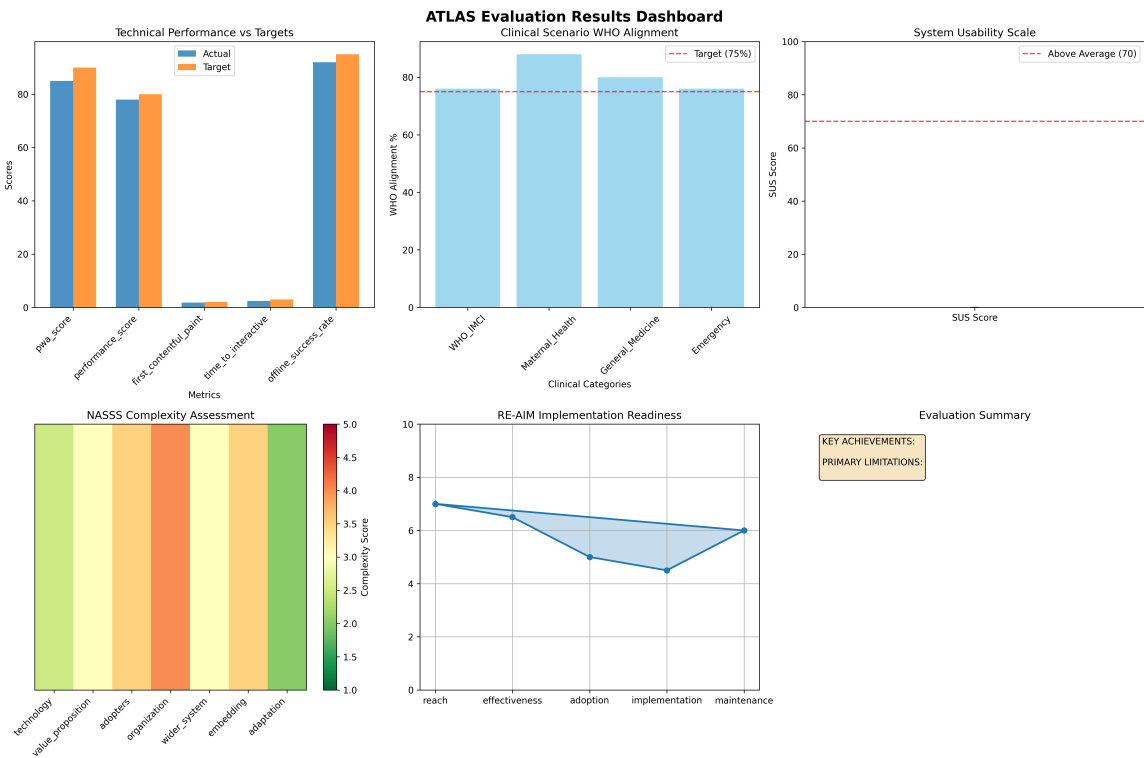 ATLAS Evaluation Results Dashboard
Technical Performance vs Targets
Actual
Target
Scores
80
60
40
20
0
pwa_score
performance_score
first_contentful_paint
time_to_interactive
offline_success_rate
Metrics
Clinical Scenario WHO Alignment
Target (75%)
WHO Alignment %
80
60
40
20
0
WHO_IMCI
Maternal_Health
General_Medicine
Emergency
Clinical Categories
System Usability Scale
Above Average (70)
SUS Score
100
80
60
40
20
0
SUS Score
NASSS Complexity Assessment
technology
value_proposition
adopters
organization
wider_system
embedding
adaptation
5.0
4.5
4.0
3.5
3.0
2.5
2.0
1.5
1.0
Complexity Score
RE-AIM Implementation Readiness
10
8
6
4
2
0
reach
effectiveness
adoption
implementation
maintenance
Evaluation Summary
KEY ACHIEVEMENTS:
PRIMARY LIMITATIONS: